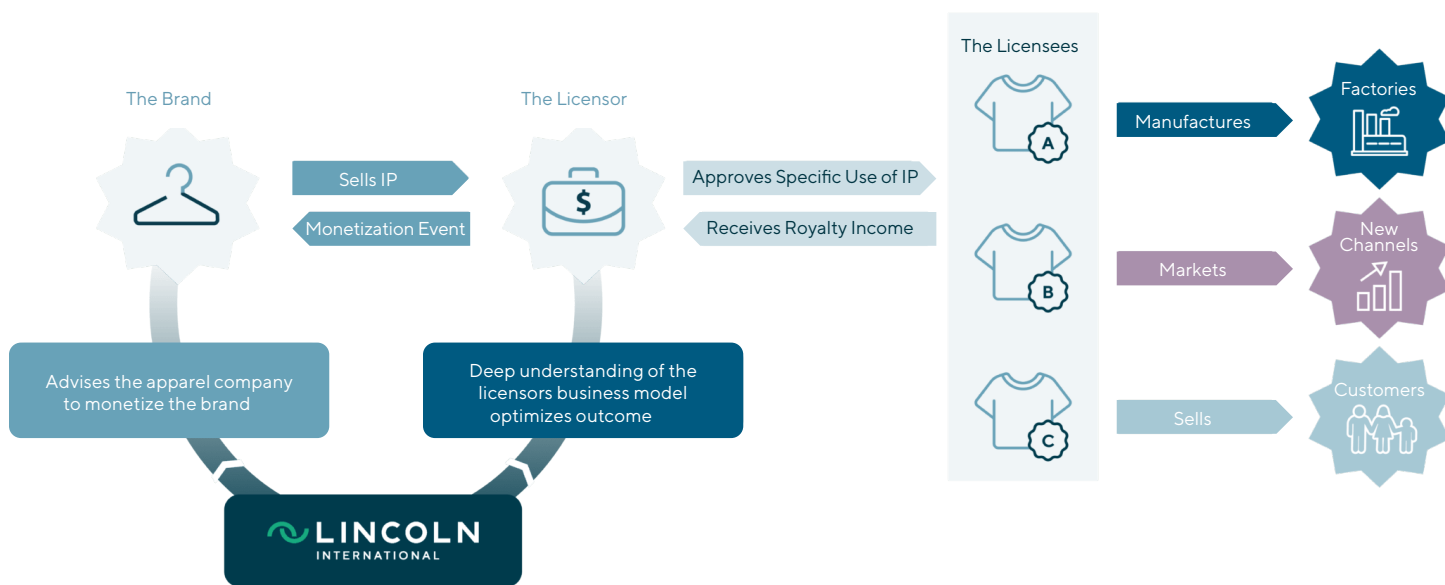 The Brand
The Licensor
The Licensees
Sells IP
Monetization Event
$
Approves Specific Use of IP
Receives Royalty Income
A
B
C
Manufactures
Markets
Sells
Factories
New
Channels
Customers
Advises the apparel company
to monetize the brand
Deep understanding of the
licensors business model
optimizes outcome
LINCOLN
INTERNATIONAL